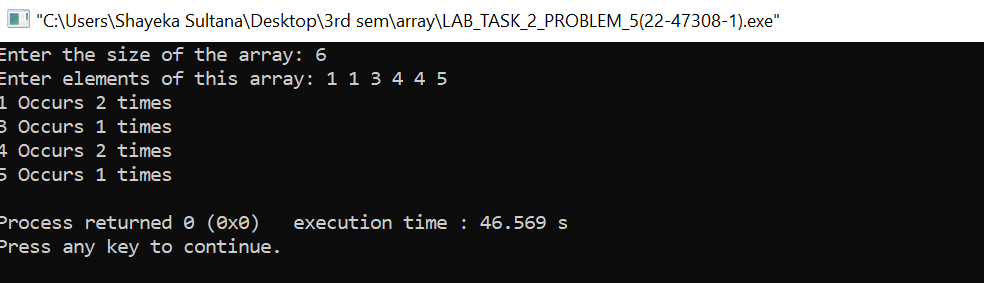 "C:\Users\Shayeka Sultana\Desktop\3rd sem\array\LAB_TASK_2_PROBLEM_5(22-47308-1).exe"
Enter the size of the array: 6
Enter elements of this array: 1 1 3 4 4 5
1 Occurs 2 times
3 Occurs 1 times
4 Occurs 2 times
5 Occurs 1 times
Process returned 0 (0x0)   execution time : 46.569 s
Press any key to continue.